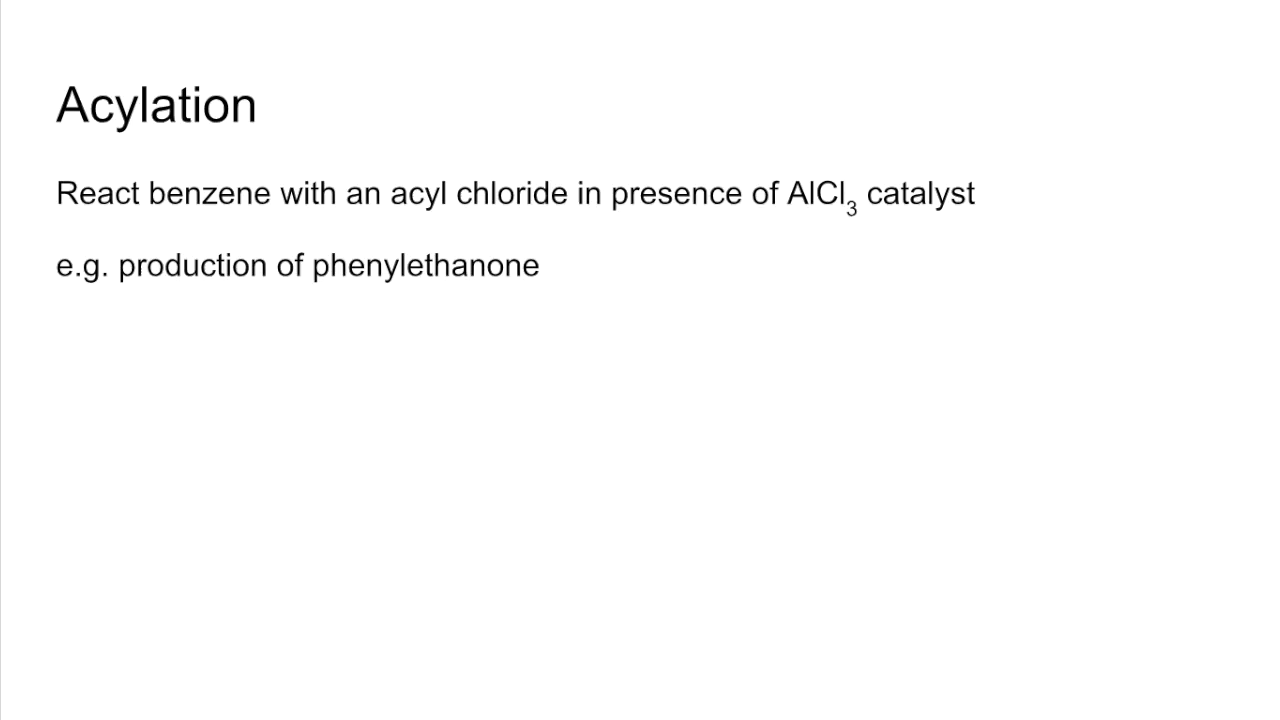 Acylation
React benzene with an acyl chloride in presence of AlCl₃ catalyst
e.g. production of phenylethanone